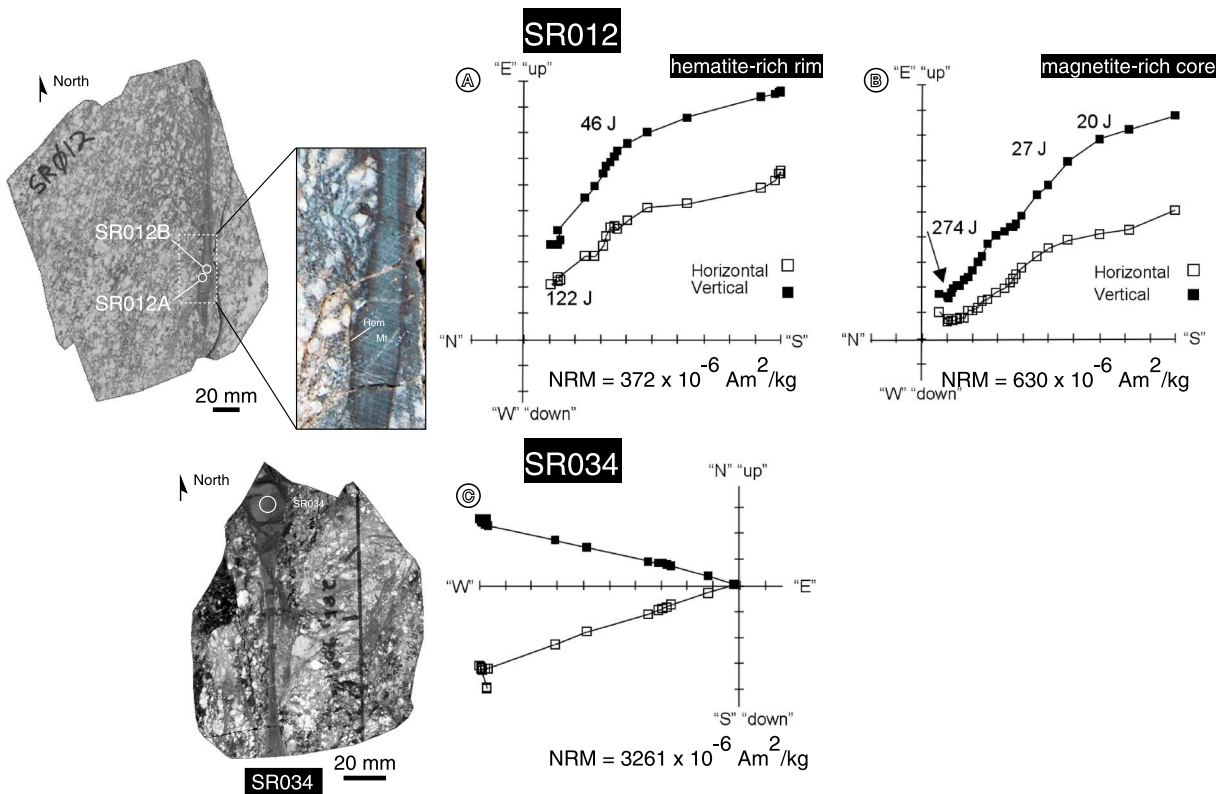 SR012
North
SRØ12
SR012B
SR012A
20 mm
Hem
Mt
A
"E" "up"
hematite-rich rim
46 J
Horizontal
Vertical
122 J
"N"
"S"
NRM = 372 x 10-6 Am2/kg
"W" "down"
B
"E" "up"
magnetite-rich core
20 J
27 J
274 J
Horizontal
Vertical
"N"
"S"
NRM = 630 x 10-6 Am2/kg
"W" "down"
SR034
North
SR034
20 mm
SR034
C
"N" "up"
"W"
"E"
"S" "down"
NRM = 3261 x 10-6 Am2/kg